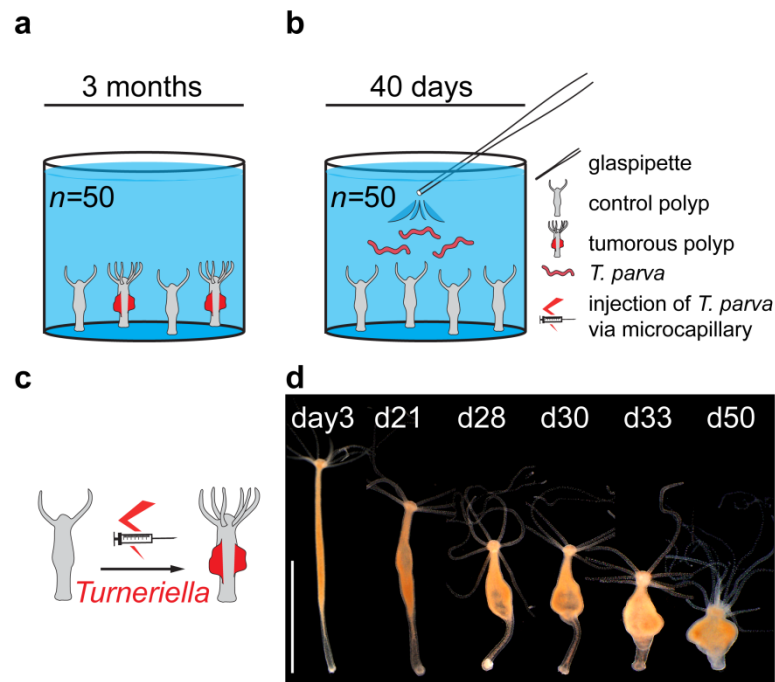 a
3 months
n=50
b
40 days
n=50
glaspipette
control polyp
tumorous polyp
T. parva
injection of T. parva
via microcapillary
c
Turneriella
d
day3 d21 d28 d30 d33 d50